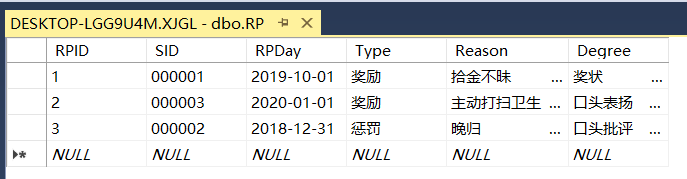 DESKTOP-LGG9U4M.XJGL - dbo.RP
RPID SID RPDay Type Reason Degree
1 000001 2019-10-01 奖励 拾金不昧 ... 奖状 ...
2 000003 2020-01-01 奖励 主动打扫卫生 ... 口头表扬 ...
3 000002 2018-12-31 惩罚 晚归 ... 口头批评 ...
NULL NULL NULL NULL NULL NULL